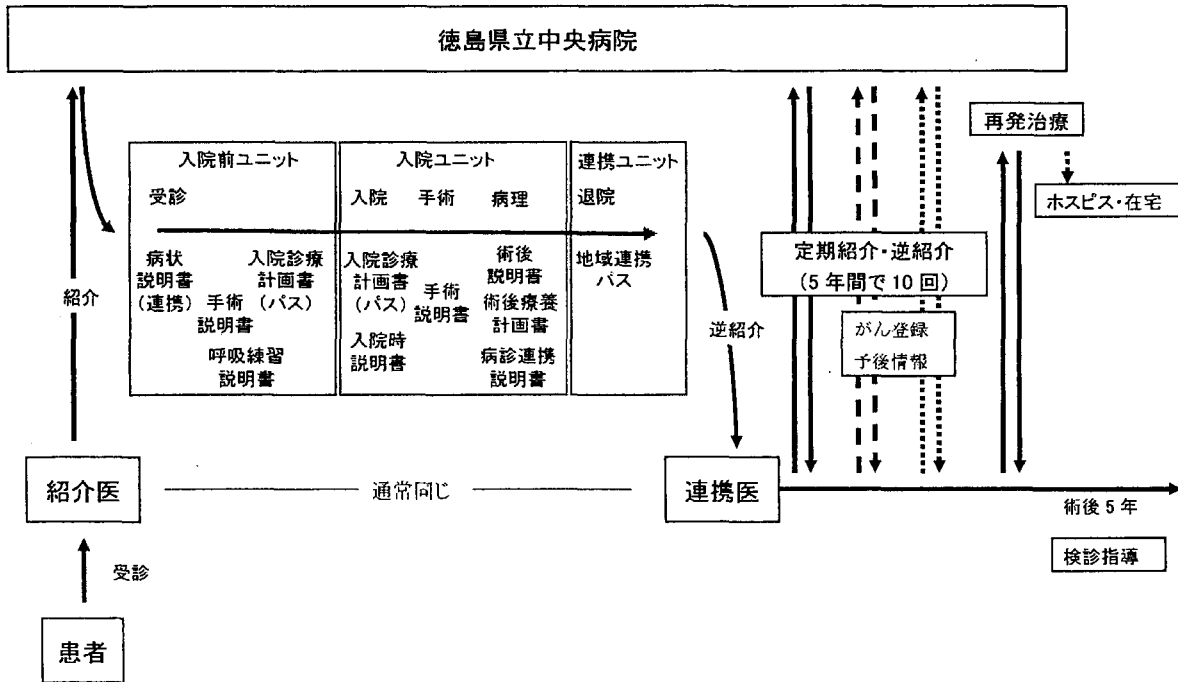 徳島県立中央病院
再発治療
ホスピス・在宅
入院前ユニット
受診
病状
説明書
(連携)
手術
説明書
入院診療
計画書
(パス)
呼吸練習
説明書
入院ユニット
入院
手術
病理
入院診療
計画書
(パス)
入院時
説明書
手術
説明書
術後
説明書
術後療養
計画書
病診連携
説明書
連携ユニット
退院
地域連携
パス
紹介
逆紹介
定期紹介・逆紹介
(5年間で10回)
がん登録
予後情報
紹介医
通常同じ
連携医
術後5年
検診指導
受診
患者